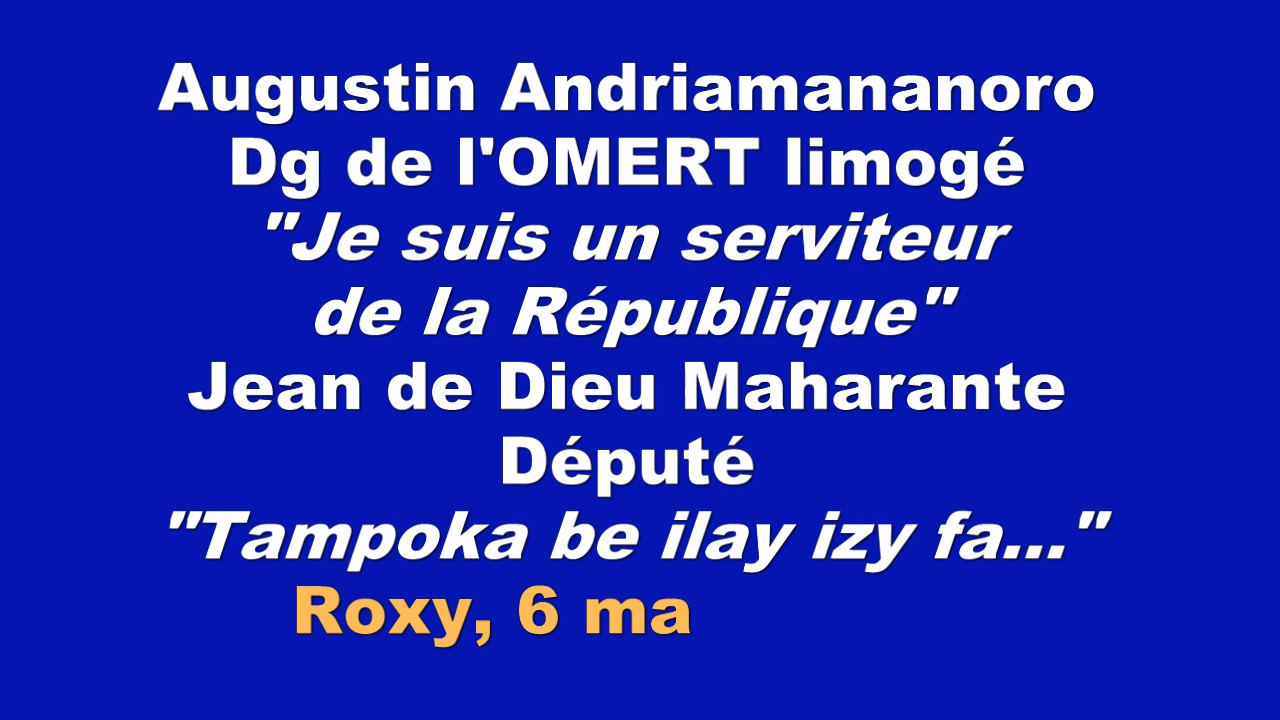 Augustin Andriamananoro
Dg de l'OMERT limogé
"Je suis un serviteur
de la République"
Jean de Dieu Maharante
Député
"Tampoka be ilay izy fa..."
Roxy, 6 ma